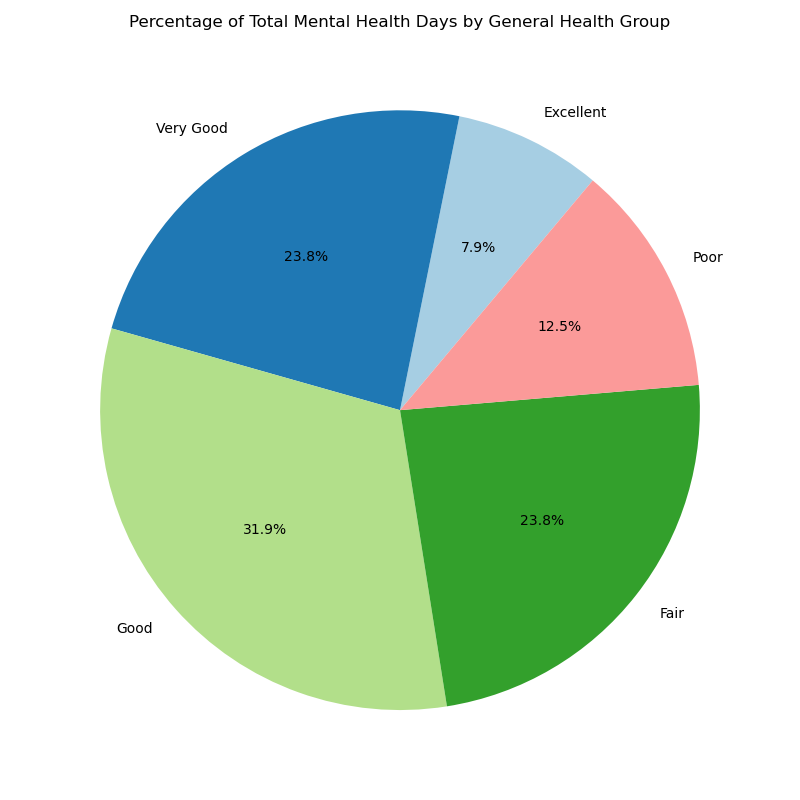 Percentage of Total Mental Health Days by General Health Group
Excellent
Very Good
7.9%
23.8%
Poor
12.5%
23.8%
31.9%
Fair
Good